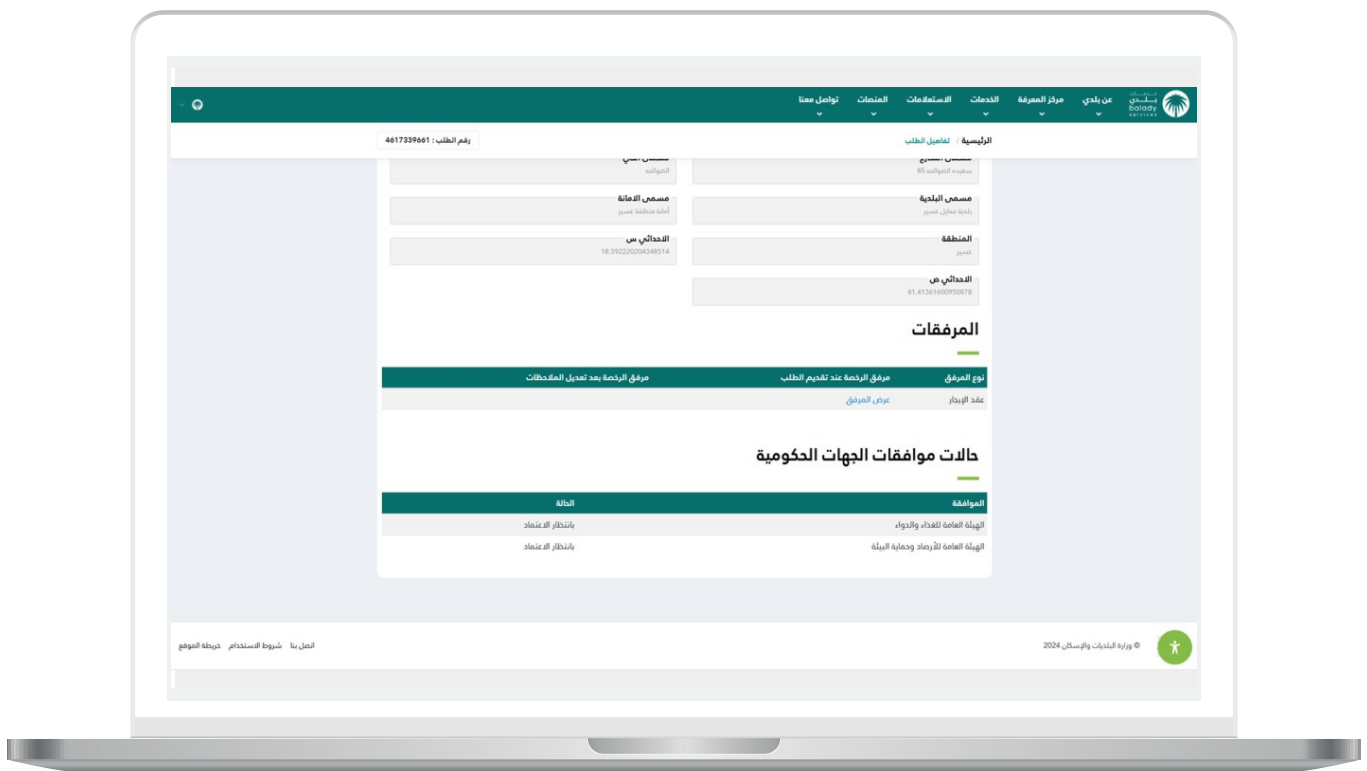 بلدي
balady
services
عن بلدي
مركز المعرفة
الخدمات
الاستعلامات
المنصات
تواصل معنا
الرئيسية / تفاصيل الطلب
رقم الطلب : 4617339661
مسمى البلدية
بلدية محايل عسير
مسمى الامانة
أمانة منطقة عسير
المنطقة
عسير
الاحداثي س
18.592220204348514
الاحداثي ص
41.41361600950878
المرفقات
نوع المرفق مرفق الرخصة عند تقديم الطلب مرفق الرخصة بعد تعديل الملاحظات
عقد الإيجار عرض المرفق
حالات موافقات الجهات الحكومية
الموافقة الحالة
الهيئة العامة للغذاء والدواء بانتظار الاعتماد
الهيئة العامة للأرصاد وحماية البيئة بانتظار الاعتماد
© وزارة البلديات والإسكان 2024
اتصل بنا شروط الاستخدام خريطة الموقع